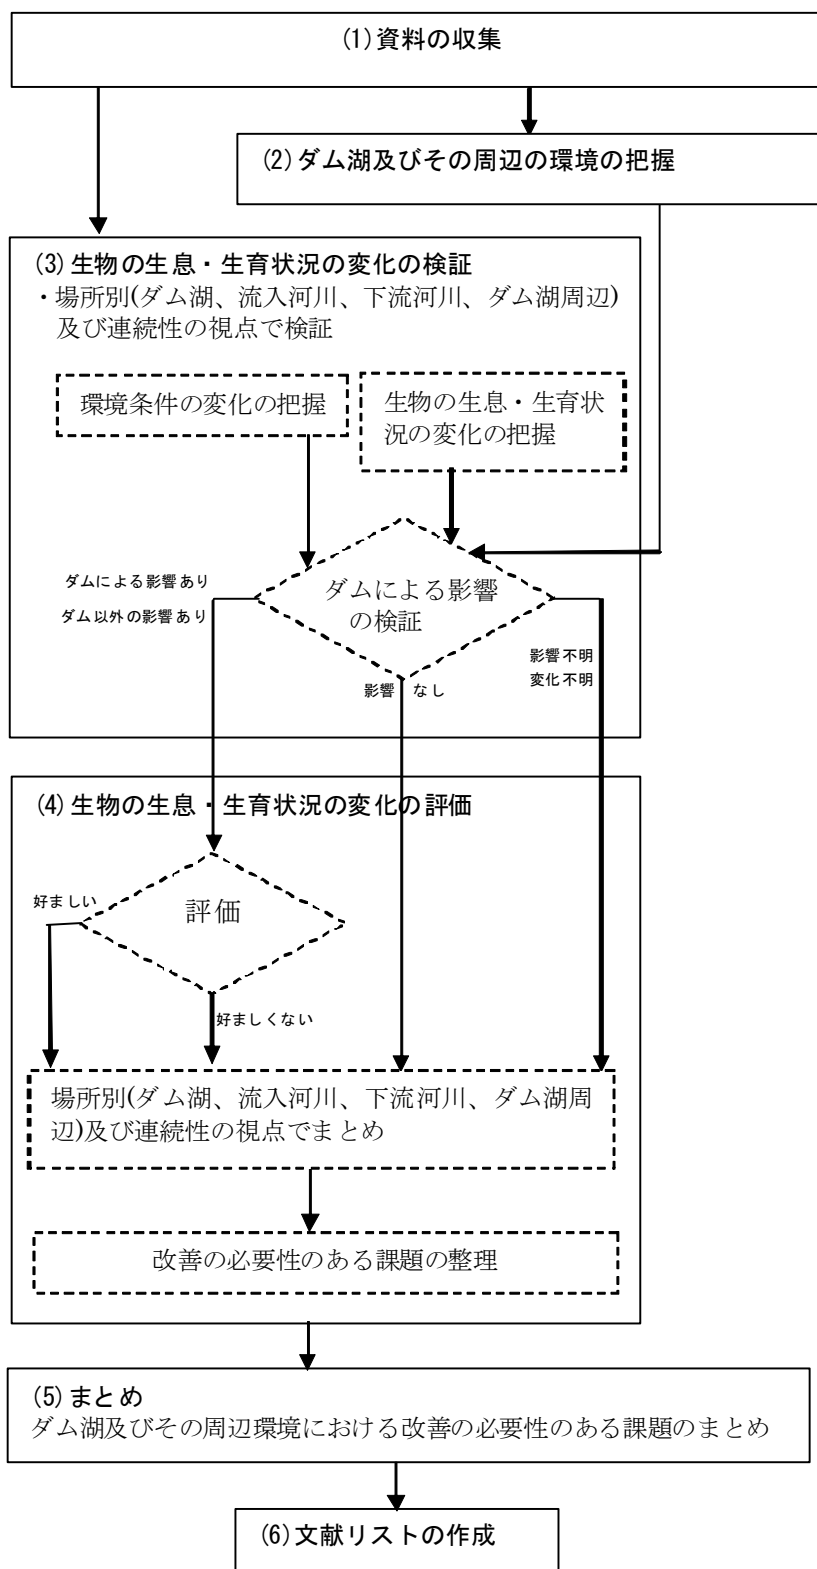 (1)資料の収集
(2)ダム湖及びその周辺の環境の把握
(3)生物の生息・生育状況の変化の検証
・場所別(ダム湖、流入河川、下流河川、ダム湖周辺)
及び連続性の視点で検証
環境条件の変化の把握
生物の生息・生育状
況の変化の把握
ダムによる影響
の検証
ダムによる影響あり
ダム以外の影響あり
影響なし
影響不明
変化不明
(4)生物の生息・生育状況の変化の評価
評価
好ましい
好ましくない
場所別(ダム湖、流入河川、下流河川、ダム湖周
辺)及び連続性の視点でまとめ
改善の必要性のある課題の整理
(5)まとめ
ダム湖及びその周辺環境における改善の必要性のある課題のまとめ
(6)文献リストの作成